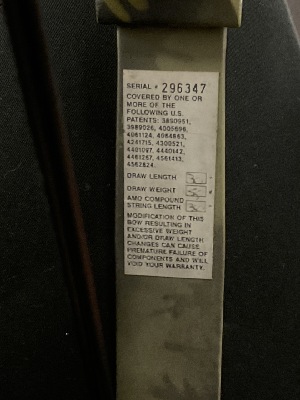 SERIAL # 296347
COVERED BY ONE OR
MORE OF THE
FOLLOWING U.S.
PATENTS: 3890951,
3989026, 4005696,
4061124, 4064863,
4241715, 4300521,
4401097, 4440142,
4461267, 4561413,
4562824.
DRAW LENGTH
DRAW WEIGHT
AMO COMPOUND
STRING LENGTH
MODIFICATION OF THIS
BOW RESULTING IN
EXCESSIVE WEIGHT
AND/OR DRAW LENGTH
CHANGES CAN CAUSE
PREMATURE FAILURE OF
COMPONENTS AND WILL
VOID YOUR WARRANTY.